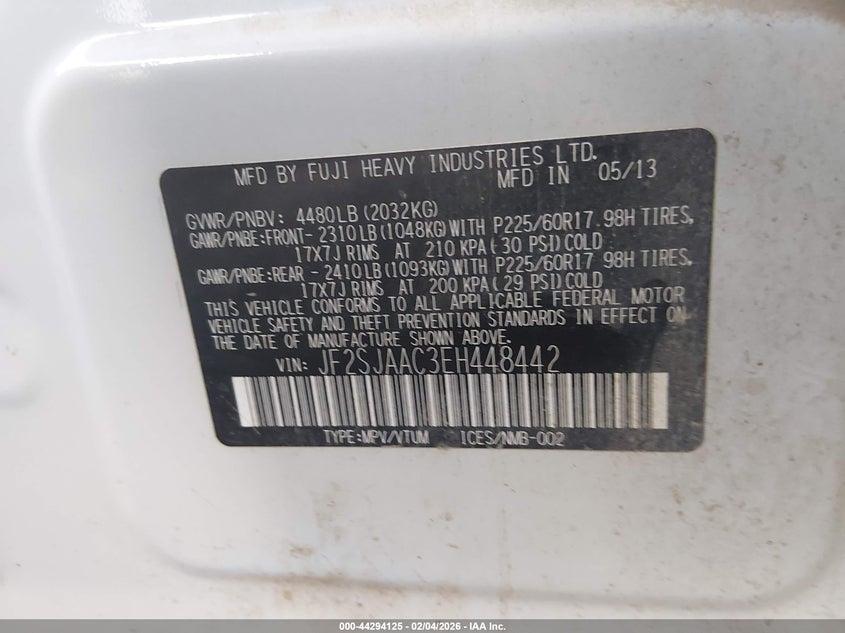 MFD BY FUJI HEAVY INDUSTRIES LTD.
MFD IN 05/13
GVWR/PNBV: 4480LB(2032KG)
GAWR/PNBE:FRONT- 2310LB(1048KG)WITH P225/60R17 98H TIRES,
17X7J RIMS AT 210 KPA(30 PSI)COLD
GAWR/PNBE:REAR - 2410LB(1093KG)WITH P225/60R17 98H TIRES,
17X7J RIMS AT 200 KPA(29 PSI)COLD
THIS VEHICLE CONFORMS TO ALL APPLICABLE FEDERAL MOTOR
VEHICLE SAFETY AND THEFT PREVENTION STANDARDS IN EFFECT ON
THE DATE OF MANUFACTURE SHOWN ABOVE.
VIN: JF2SJAAC3EH448442
TYPE:MPV/VTUM ICES/NMB-002
000-44294125 - 02/04/2026 - IAA Inc.